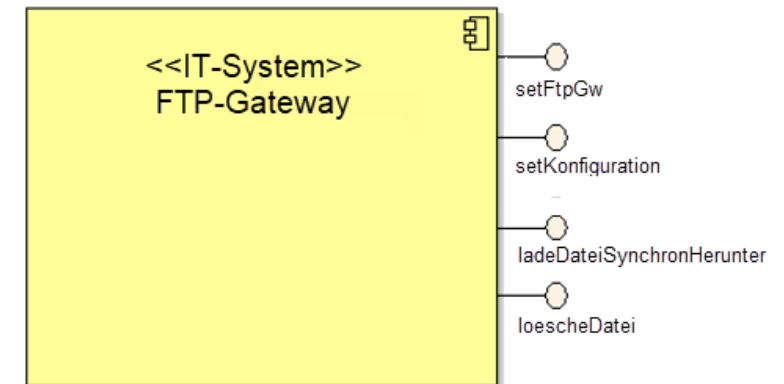 <<IT-System>>
FTP-Gateway
setFtpGw
setKonfiguration
ladeDateiSynchronHerunter
loescheDatei